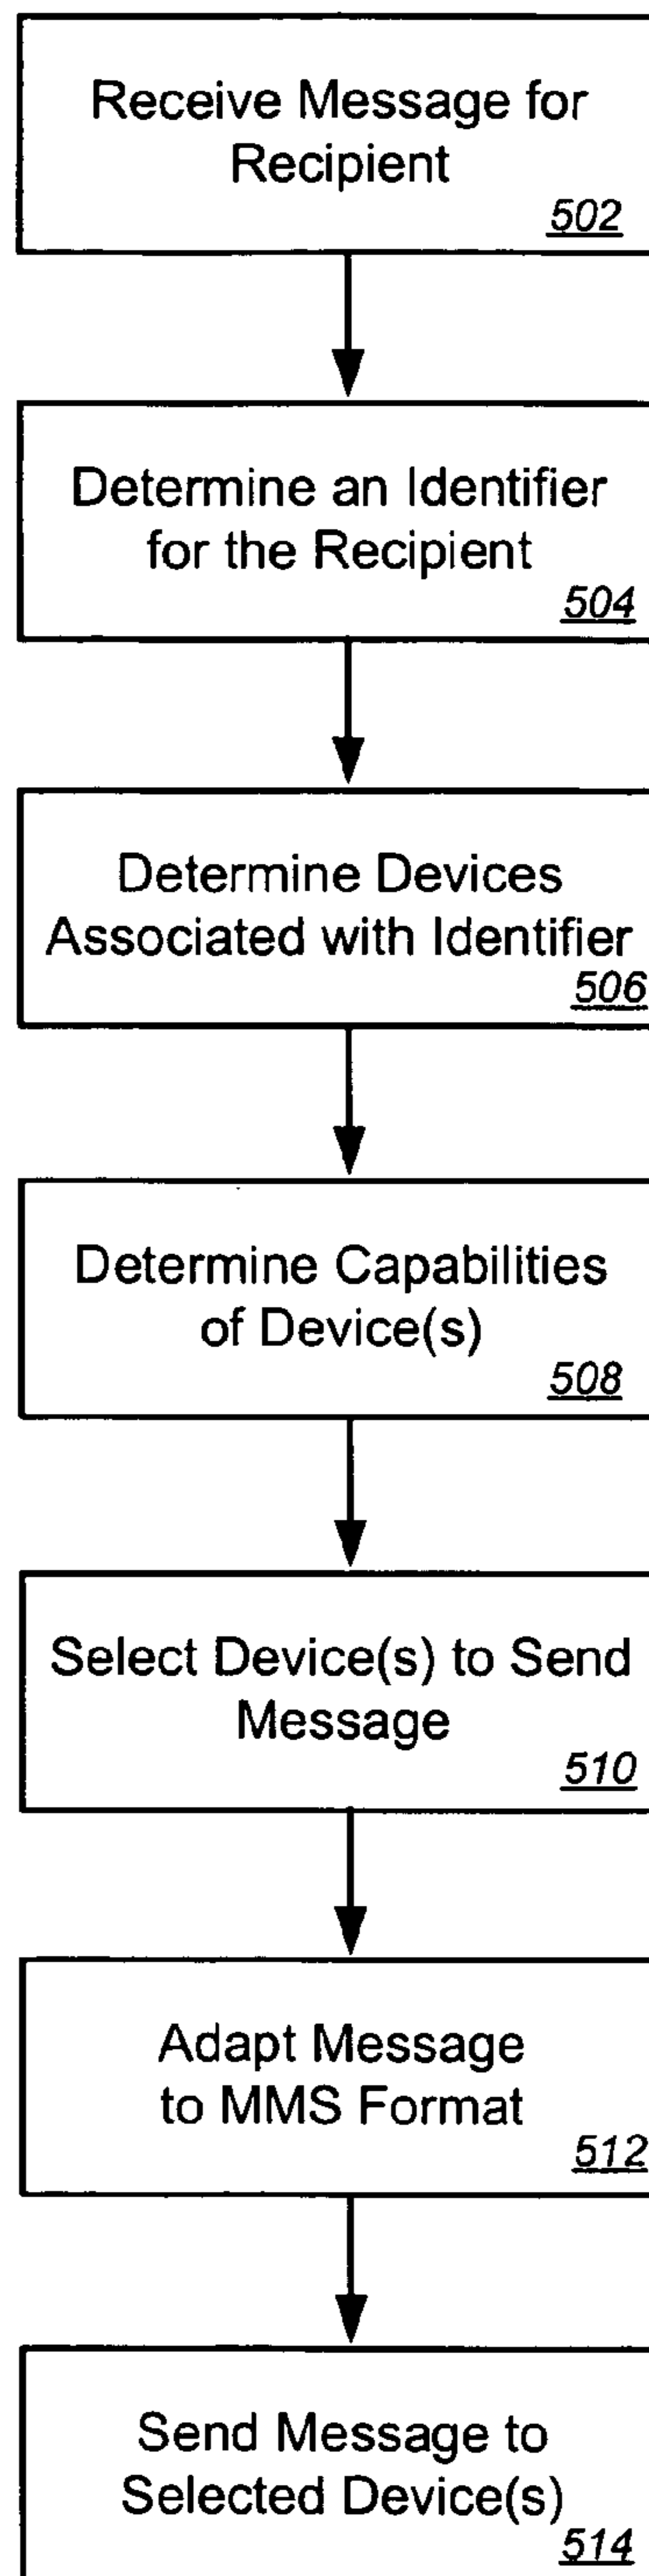 Receive Message for
Recipient
502
Determine an Identifier
for the Recipient
504
Determine Devices
Associated with Identifier
506
Determine Capabilities
of Device(s)
508
Select Device(s) to Send
Message
510
Adapt Message
to MMS Format
512
Send Message to
Selected Device(s)
514